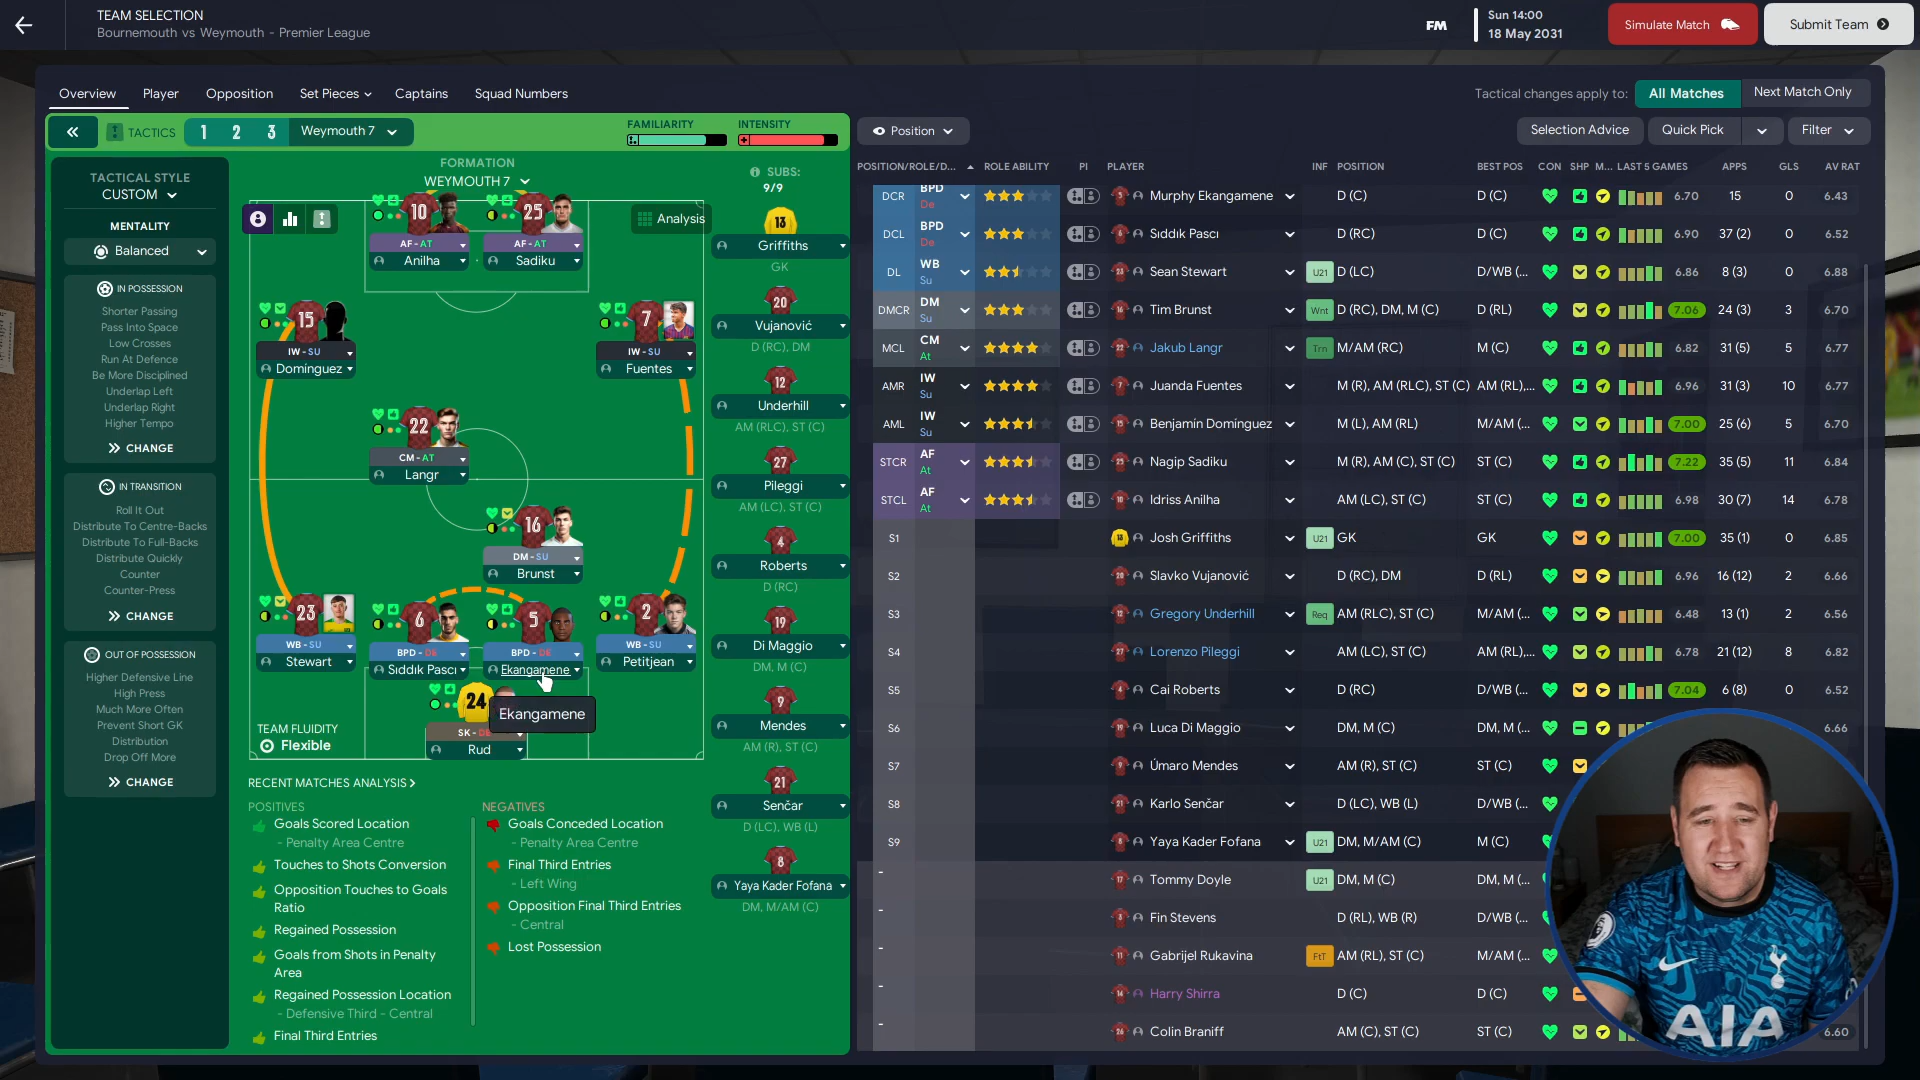 TEAM SELECTION
Bournemouth vs Weymouth - Premier League
FM
Sun 14:00
18 May 2031
Simulate Match
Submit Team
Overview
Player
Opposition
Set Pieces
Captains
Squad Numbers
Tactical changes apply to:
All Matches
Next Match Only
TACTICS
1 2 3
Weymouth 7
FAMILIARITY
INTENSITY
Position
Selection Advice
Quick Pick
Filter
TACTICAL STYLE
CUSTOM
MENTALITY
Balanced
IN POSSESSION
Shorter Passing
Pass Into Space
Low Crosses
Run At Defence
Be More Disciplined
Underlap Left
Underlap Right
Higher Tempo
CHANGE
IN TRANSITION
Roll It Out
Distribute To Centre-Backs
Distribute To Full-Backs
Distribute Quickly
Counter
Counter-Press
CHANGE
OUT OF POSSESSION
Higher Defensive Line
High Press
Much More Often
Prevent Short GK
Distribution
Drop Off More
CHANGE
FORMATION
WEYMOUTH 7
Analysis
10
AF - AT
Anilha
25
AF - AT
Sadiku
15
IW - SU
Domínguez
7
IW - SU
Fuentes
22
CM - AT
Langr
16
DM - SU
Brunst
23
WB - SU
Stewart
6
BPD - DE
Sıddık Pascı
5
BPD - DE
Ekangamene
2
WB - SU
Petitjean
24
Ekangamene
SK - DE
Rud
TEAM FLUIDITY
Flexible
SUBS:
9/9
13
Griffiths
GK
20
Vujanović
D (RC), DM
12
Underhill
AM (RLC), ST (C)
27
Pileggi
AM (LC), ST (C)
4
Roberts
D (RC)
19
Di Maggio
DM, M (C)
9
Mendes
AM (R), ST (C)
21
Senčar
D (LC), WB (L)
8
Yaya Kader Fofana
DM, M/AM (C)
RECENT MATCHES ANALYSIS
POSITIVES
Goals Scored Location
- Penalty Area Centre
Touches to Shots Conversion
Opposition Touches to Goals
Ratio
Regained Possession
Goals from Shots in Penalty
Area
Regained Possession Location
- Defensive Third - Central
Final Third Entries
NEGATIVES
Goals Conceded Location
- Penalty Area Centre
Final Third Entries
- Left Wing
Opposition Final Third Entries
- Central
Lost Possession
POSITION/ROLE/D... ROLE ABILITY PI PLAYER INF POSITION BEST POS CON SHP M... LAST 5 GAMES APPS GLS AV RAT
DCR BPD De Murphy Ekangamene D (C) D (C) 6.70 15 0 6.43
DCL BPD De Sıddık Pascı D (RC) D (C) 6.90 37 (2) 0 6.52
DL WB Su Sean Stewart U21 D (LC) D/WB (... 6.86 8 (3) 0 6.88
DMCR DM Su Tim Brunst Wnt D (RC), DM, M (C) D (RL) 7.06 24 (3) 3 6.70
MCL CM At Jakub Langr Trn M/AM (RC) M (C) 6.82 31 (5) 5 6.77
AMR IW Su Juanda Fuentes M (R), AM (RLC), ST (C) AM (RL),... 6.96 31 (3) 10 6.77
AML IW Su Benjamín Domínguez M (L), AM (RL) M/AM (... 7.00 25 (6) 5 6.70
STCR AF At Nagip Sadiku M (R), AM (C), ST (C) ST (C) 7.22 35 (5) 11 6.84
STCL AF At Idriss Anilha AM (LC), ST (C) ST (C) 6.98 30 (7) 14 6.78
S1 Josh Griffiths U21 GK GK 7.00 35 (1) 0 6.85
S2 Slavko Vujanović D (RC), DM D (RL) 6.96 16 (12) 2 6.66
S3 Gregory Underhill Req AM (RLC), ST (C) M/AM (... 6.48 13 (1) 2 6.56
S4 Lorenzo Pileggi AM (LC), ST (C) AM (RL),... 6.78 21 (12) 8 6.82
S5 Cai Roberts D (RC) D/WB (... 7.04 6 (8) 0 6.52
S6 Luca Di Maggio DM, M (C) DM, M (... 6.66
S7 Úmaro Mendes AM (R), ST (C) ST (C)
S8 Karlo Senčar D (LC), WB (L) D/WB (...
S9 Yaya Kader Fofana U21 DM, M/AM (C) M (C)
- Tommy Doyle U21 DM, M (C) DM, M (...
- Fin Stevens D (RL), WB (R) D/WB (...
- Gabrijel Rukavina FtT AM (RL), ST (C) M/AM (...
- Harry Shirra D (C) D (C)
- Colin Braniff AM (C), ST (C) ST (C) 6.60
AIA